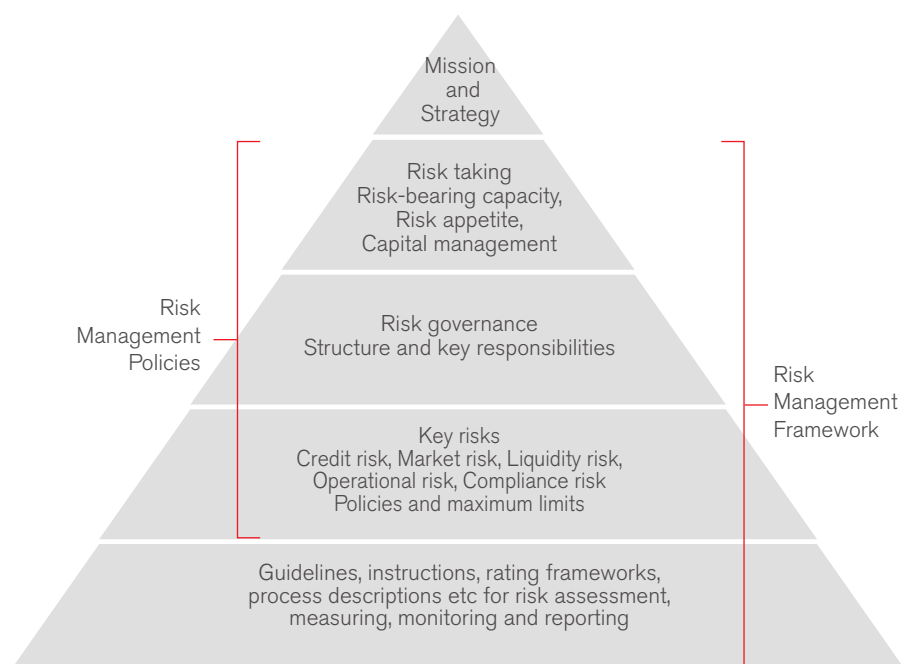 Mission
and
Strategy
Risk taking
Risk-bearing capacity,
Risk appetite,
Capital management
Risk
Management
Policies
Risk governance
Structure and key responsibilities
Risk
Management
Framework
Key risks
Credit risk, Market risk, Liquidity risk,
Operational risk, Compliance risk
Policies and maximum limits
Guidelines, instructions, rating frameworks,
process descriptions etc for risk assessment,
measuring, monitoring and reporting